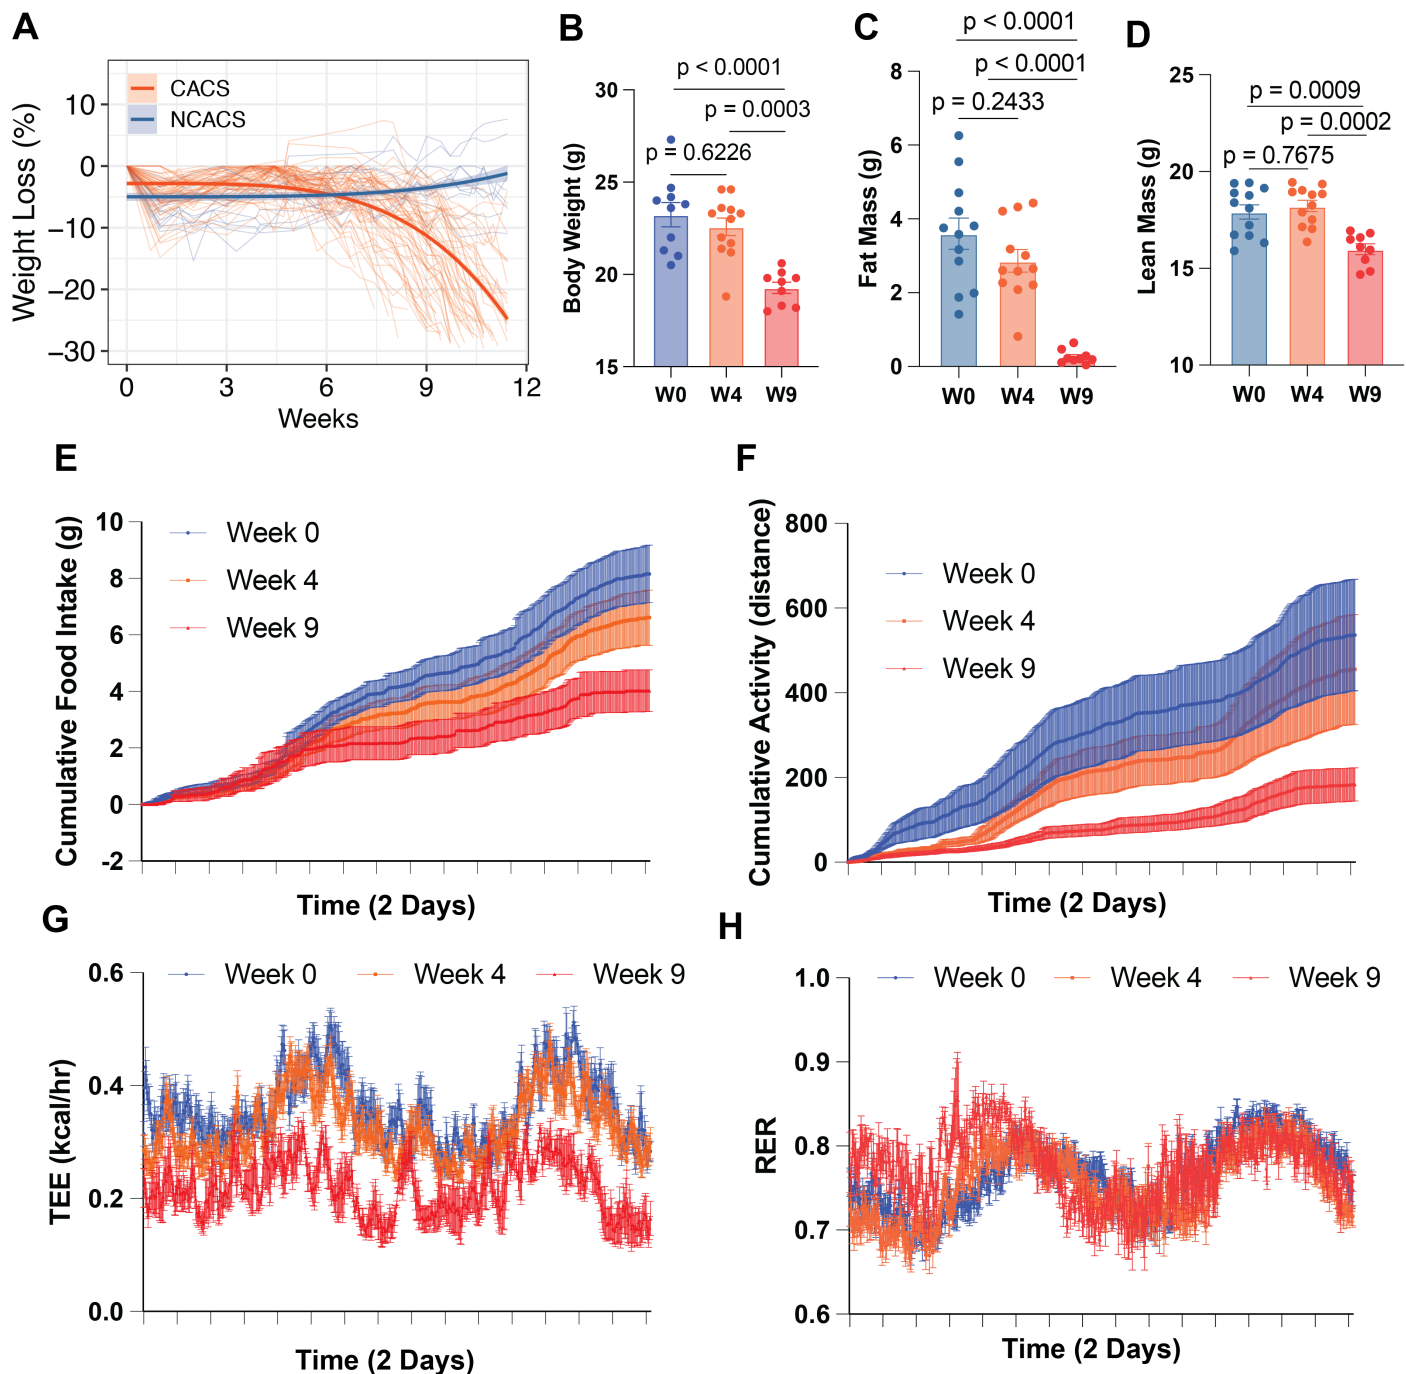 A
CACS
NCACS
10
0
−10
−20
−30
Weight Loss (%)
0 3 6 9 12
Weeks
B
p < 0.0001
p = 0.0003
p = 0.6226
30
25
20
15
Body Weight (g)
W0 W4 W9
C
p < 0.0001
p < 0.0001
p = 0.2433
8
6
4
2
0
Fat Mass (g)
W0 W4 W9
D
p = 0.0009
p = 0.0002
p = 0.7675
25
20
15
10
Lean Mass (g)
W0 W4 W9
E
Week 0
Week 4
Week 9
10
8
6
4
2
0
-2
Cumulative Food Intake (g)
Time (2 Days)
F
Week 0
Week 4
Week 9
800
600
400
200
0
Cumulative Activity (distance)
Time (2 Days)
G
Week 0 Week 4 Week 9
0.6
0.4
0.2
0.0
TEE (kcal/hr)
Time (2 Days)
H
Week 0 Week 4 Week 9
1.0
0.9
0.8
0.7
0.6
RER
Time (2 Days)